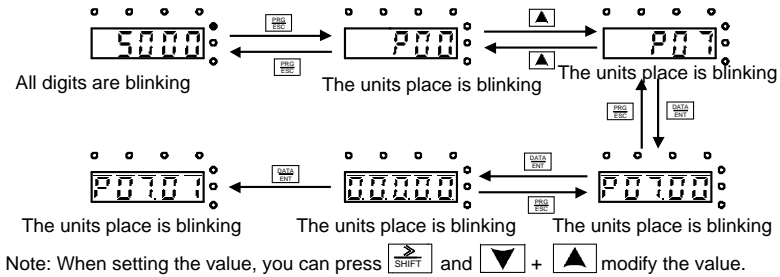 PRG
ESC
50.00 P00 P07
PRG
ESC
All digits are blinking
The units place is blinking
The units place is blinking
PRG
ESC
DATA
ENT
DATA
ENT
DATA
ENT
P07.01 0.0.0.0. P07.00
PRG
ESC
The units place is blinking
The units place is blinking
The units place is blinking
Note: When setting the value, you can press SHIFT and + modify the value.